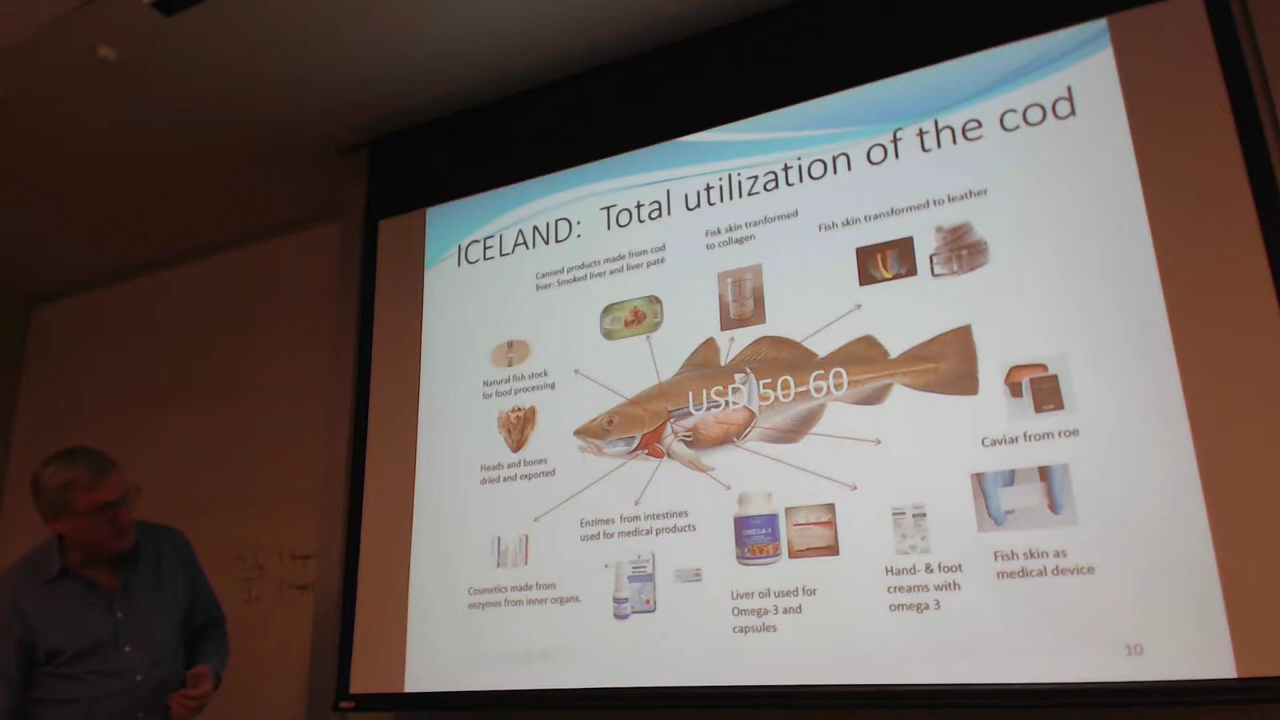 ICELAND: Total utilization of the cod
Canned products made from cod
liver: Smoked liver and liver paté
Fisk skin tranformed
to collagen
Fish skin transformed to leather
Natural fish stock
for food processing
USD 50-60
Heads and bones
dried and exported
Caviar from roe
Enzimes from intestines
used for medical products
OMEGA-3
Cosmetics made from
enzymes from inner organs.
Liver oil used for
Omega-3 and
capsules
Hand- & foot
creams with
omega 3
Fish skin as
medical device
10